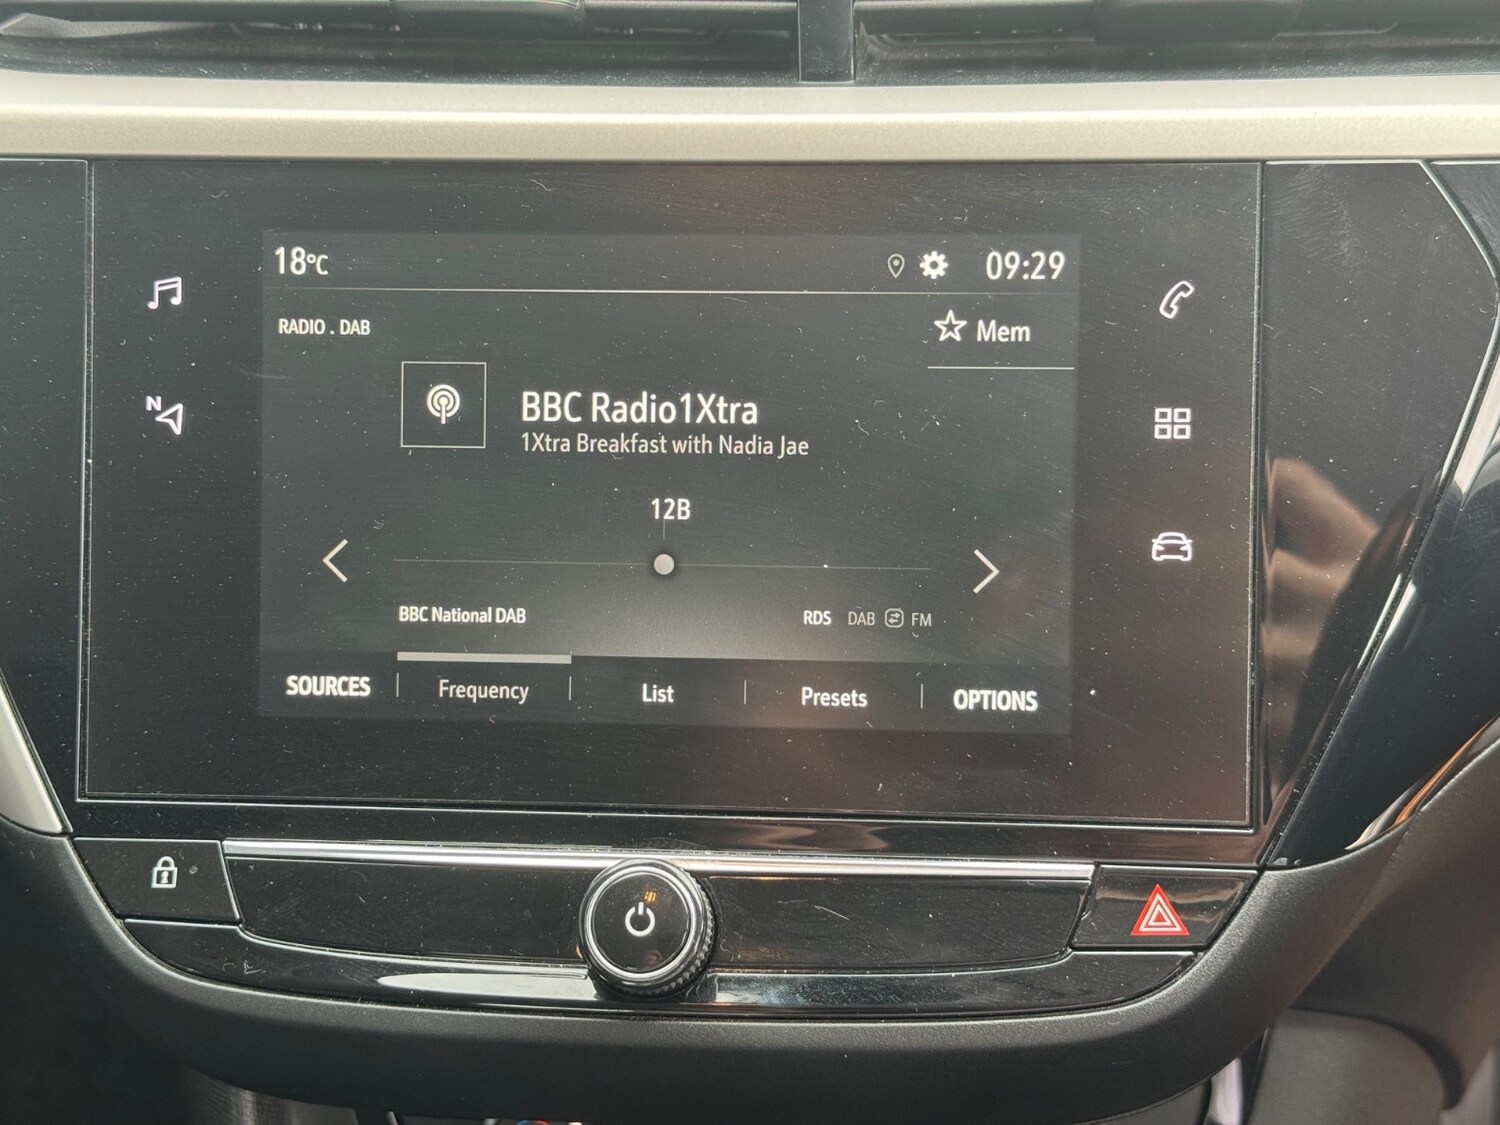 18°C
09:29
RADIO . DAB
Mem
N
BBC Radio1Xtra
1Xtra Breakfast with Nadia Jae
12B
BBC National DAB
RDS DAB FM
SOURCES Frequency List Presets OPTIONS